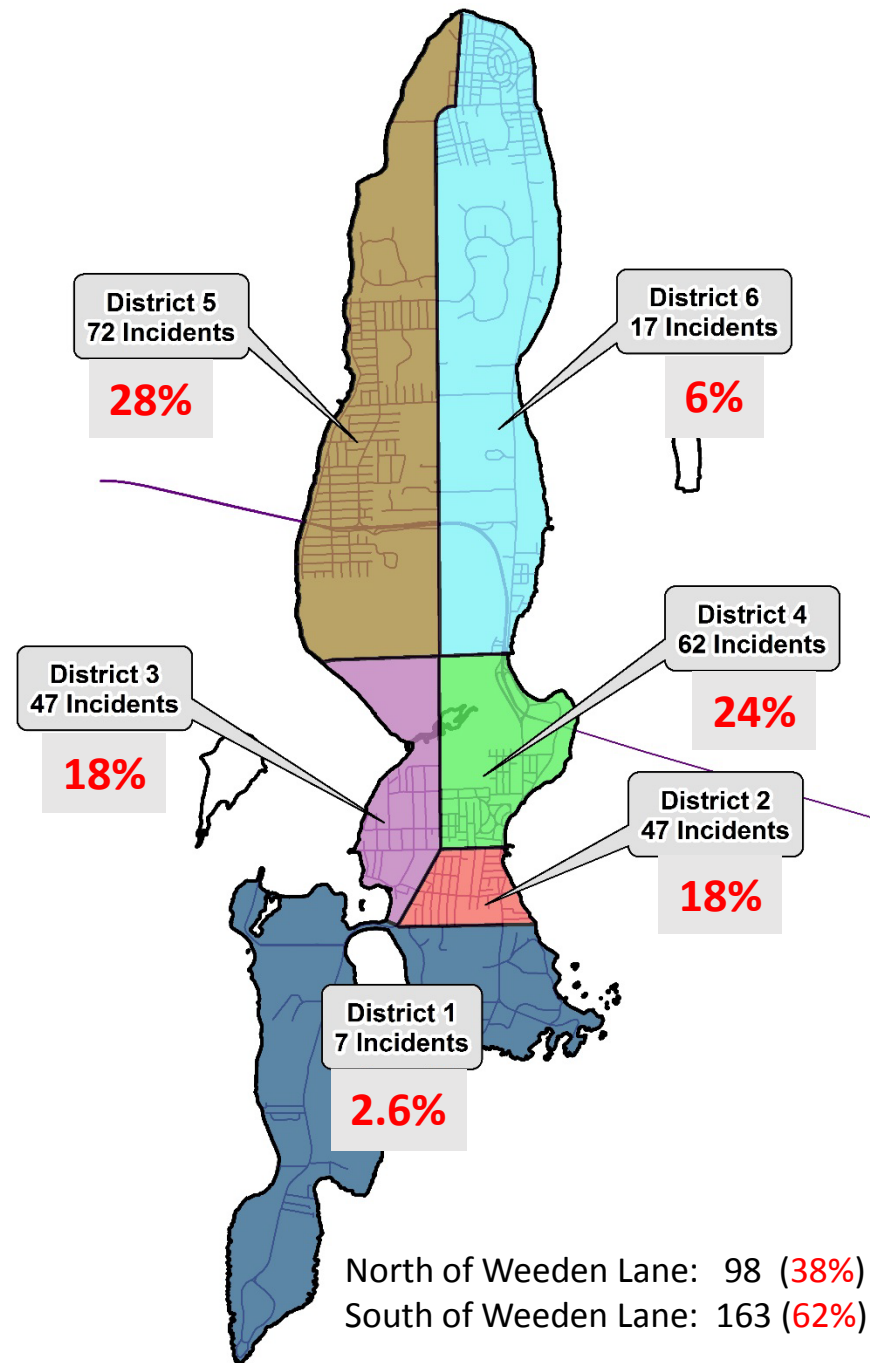 District 5
72 Incidents
28%
District 6
17 Incidents
6%
District 4
62 Incidents
24%
District 3
47 Incidents
18%
District 2
47 Incidents
18%
District 1
7 Incidents
2.6%
North of Weeden Lane: 98 (38%)
South of Weeden Lane: 163 (62%)